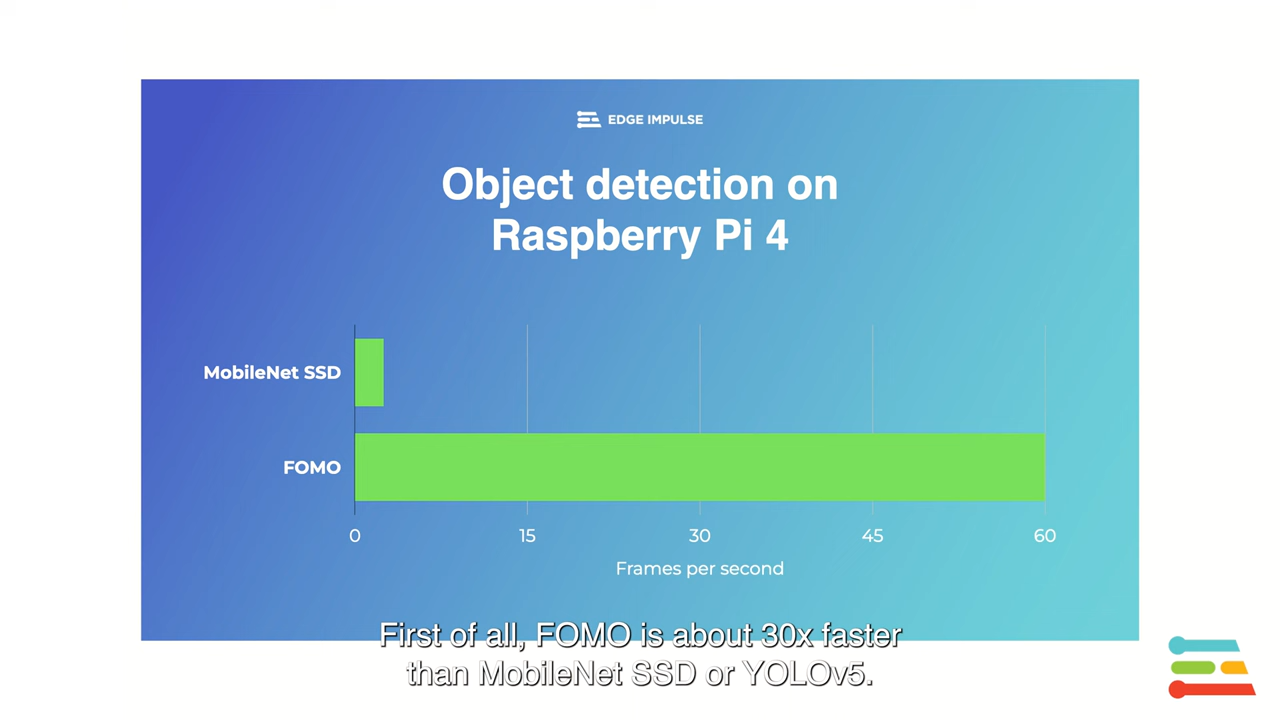 EDGE IMPULSE
Object detection on
Raspberry Pi 4
MobileNet SSD
FOMO
0 15 30 45 60
Frames per second
First of all, FOMO is about 30x faster
than MobileNet SSD or YOLOv5.